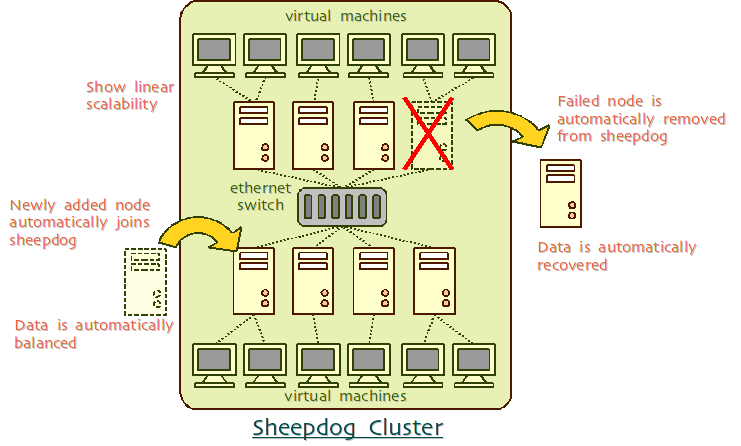 virtual machines
Show linear
scalability
Failed node is
automatically removed
from sheepdog
ethernet
switch
Newly added node
automatically joins
sheepdog
Data is automatically
recovered
Data is automatically
balanced
virtual machines
Sheepdog Cluster